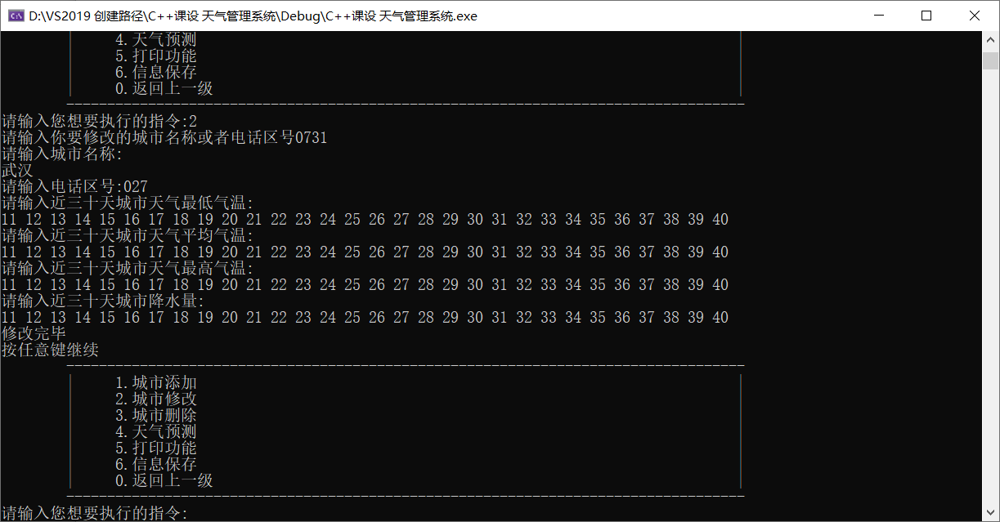 D:\VS2019 创建路径\C++课设 天气管理系统\Debug\C++课设 天气管理系统.exe
4.天气预测
5.打印功能
6.信息保存
0.返回上一级
请输入您想要执行的指令:2
请输入你要修改的城市名称或者电话区号0731
请输入城市名称:
武汉
请输入电话区号:027
请输入近三十天城市天气最低气温:
11 12 13 14 15 16 17 18 19 20 21 22 23 24 25 26 27 28 29 30 31 32 33 34 35 36 37 38 39 40
请输入近三十天城市天气平均气温:
11 12 13 14 15 16 17 18 19 20 21 22 23 24 25 26 27 28 29 30 31 32 33 34 35 36 37 38 39 40
请输入近三十天城市天气最高气温:
11 12 13 14 15 16 17 18 19 20 21 22 23 24 25 26 27 28 29 30 31 32 33 34 35 36 37 38 39 40
请输入近三十天城市降水量:
11 12 13 14 15 16 17 18 19 20 21 22 23 24 25 26 27 28 29 30 31 32 33 34 35 36 37 38 39 40
修改完毕
按任意键继续
1.城市添加
2.城市修改
3.城市删除
4.天气预测
5.打印功能
6.信息保存
0.返回上一级
请输入您想要执行的指令: